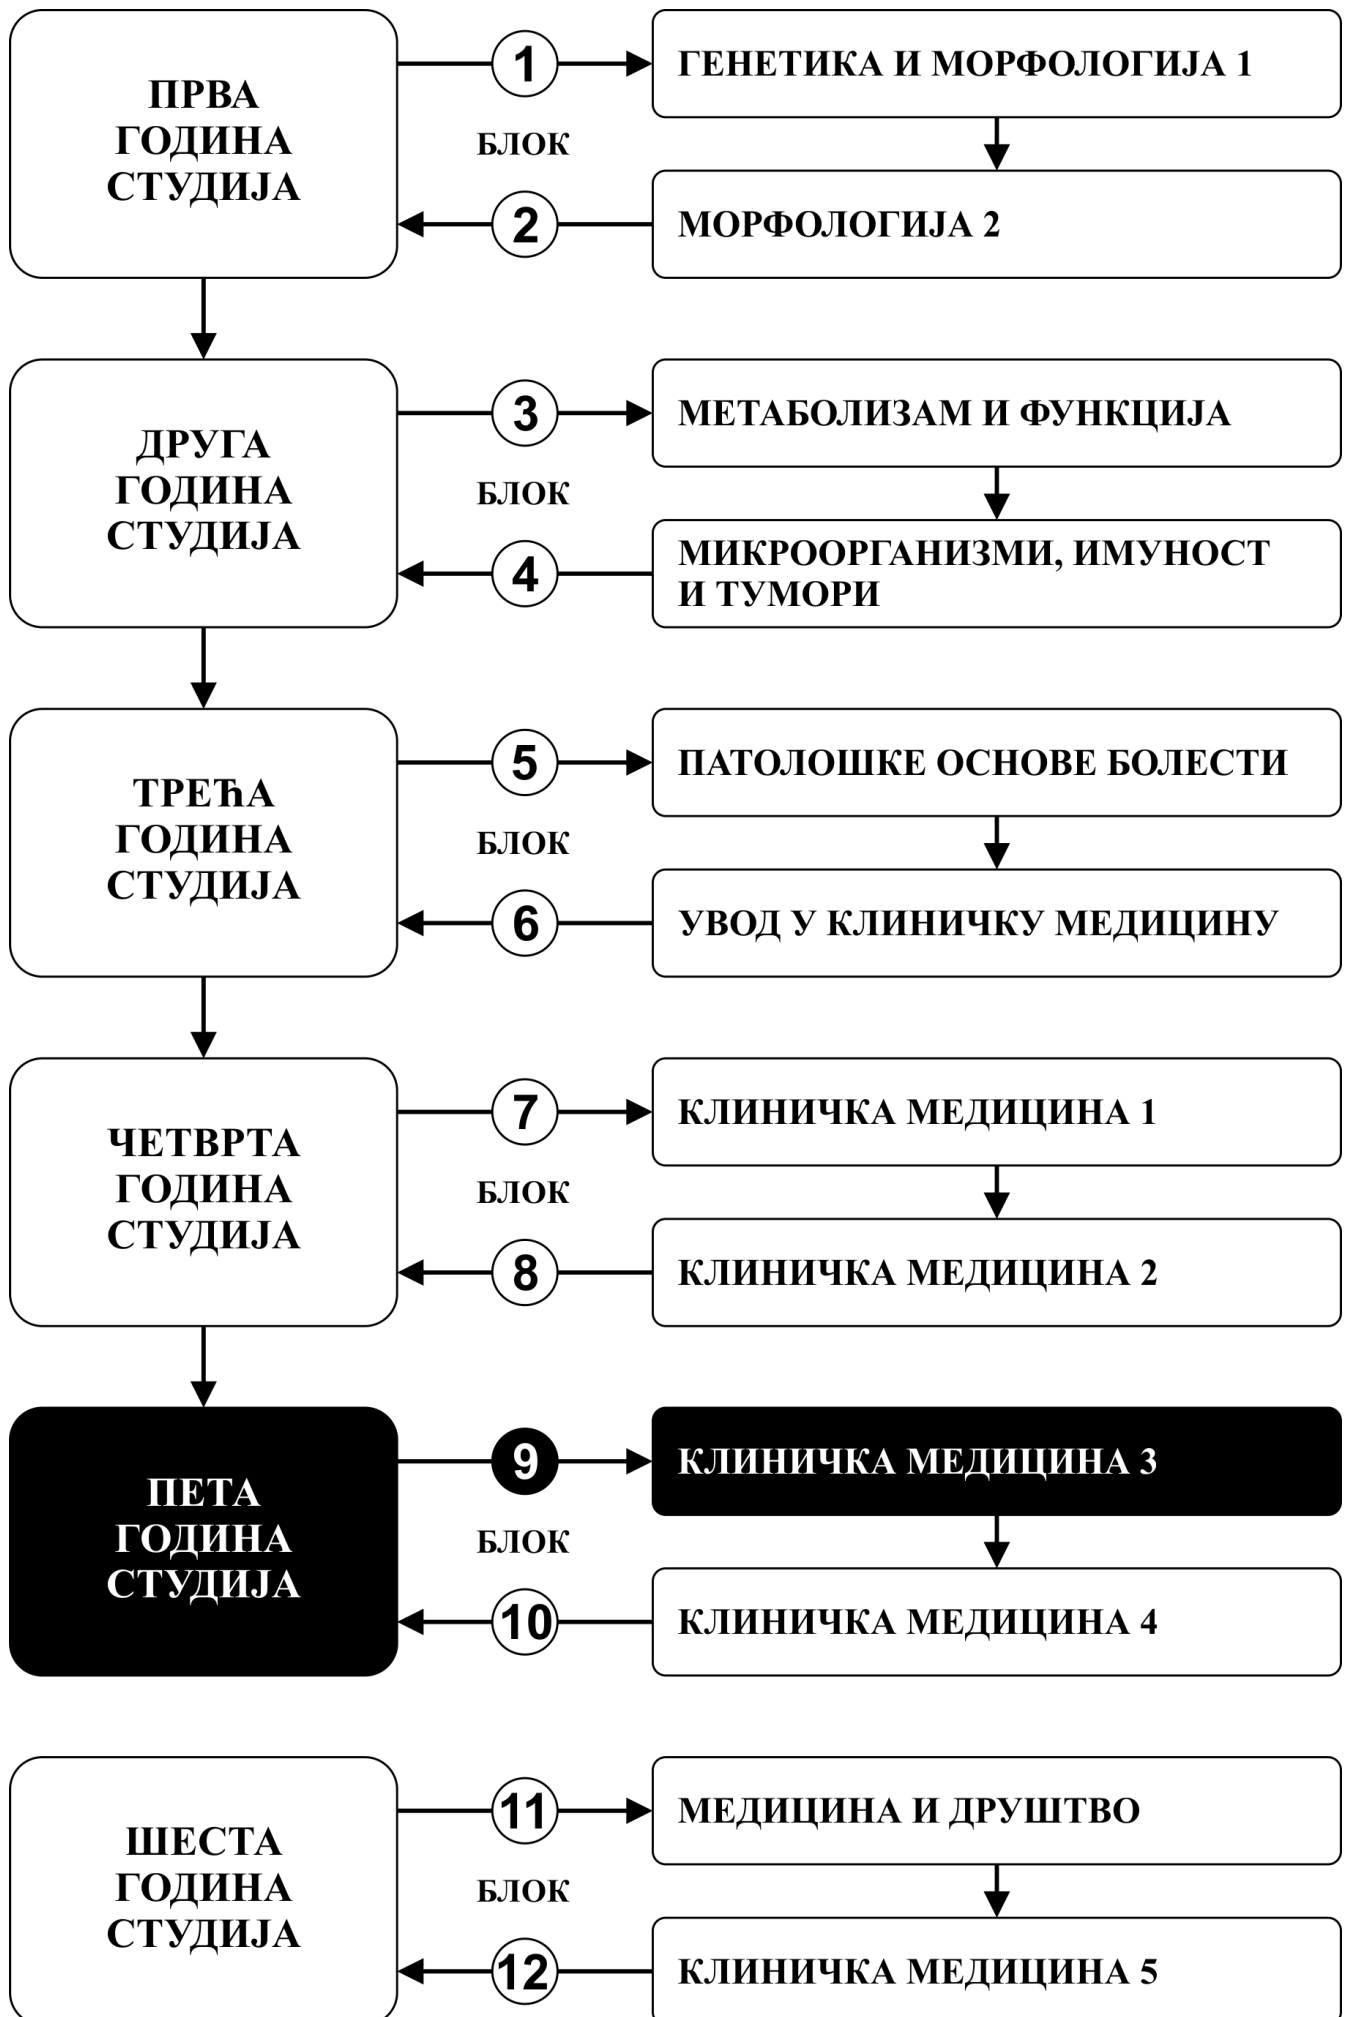 ПРВА
ГОДИНА
СТУДИЈА
1
БЛОК
2
ГЕНЕТИКА И МОРФОЛОГИЈА 1
МОРФОЛОГИЈА 2
ДРУГА
ГОДИНА
СТУДИЈА
3
БЛОК
4
МЕТАБОЛИЗАМ И ФУНКЦИЈА
МИКРООРГАНИЗМИ, ИМУНОСТ
И ТУМОРИ
ТРЕЋА
ГОДИНА
СТУДИЈА
5
БЛОК
6
ПАТОЛОШКЕ ОСНОВЕ БОЛЕСТИ
УВОД У КЛИНИЧКУ МЕДИЦИНУ
ЧЕТВРТА
ГОДИНА
СТУДИЈА
7
БЛОК
8
КЛИНИЧКА МЕДИЦИНА 1
КЛИНИЧКА МЕДИЦИНА 2
ПЕТА
ГОДИНА
СТУДИЈА
9
БЛОК
10
КЛИНИЧКА МЕДИЦИНА 3
КЛИНИЧКА МЕДИЦИНА 4
ШЕСТА
ГОДИНА
СТУДИЈА
11
БЛОК
12
МЕДИЦИНА И ДРУШТВО
КЛИНИЧКА МЕДИЦИНА 5